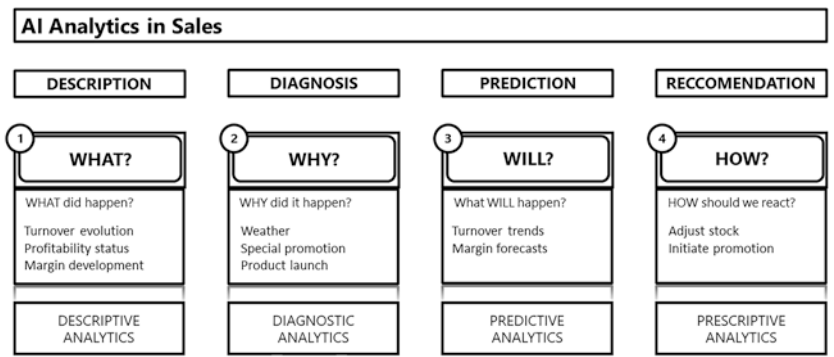 AI Analytics in Sales
DESCRIPTION
DIAGNOSIS
PREDICTION
RECCOMENDATION
1
WHAT?
WHAT did happen?
Turnover evolution
Profitability status
Margin development
DESCRIPTIVE
ANALYTICS
2
WHY?
WHY did it happen?
Weather
Special promotion
Product launch
DIAGNOSTIC
ANALYTICS
3
WILL?
What WILL happen?
Turnover trends
Margin forecasts
PREDICTIVE
ANALYTICS
4
HOW?
HOW should we react?
Adjust stock
Initiate promotion
PRESCRIPTIVE
ANALYTICS